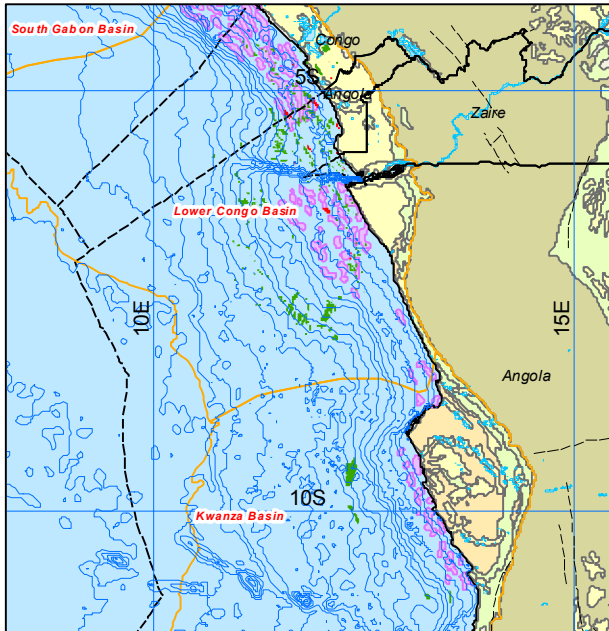 South Gabon Basin
Congo
5S
Angola
Zaire
Lower Congo Basin
10E
15E
Angola
10S
Kwanza Basin